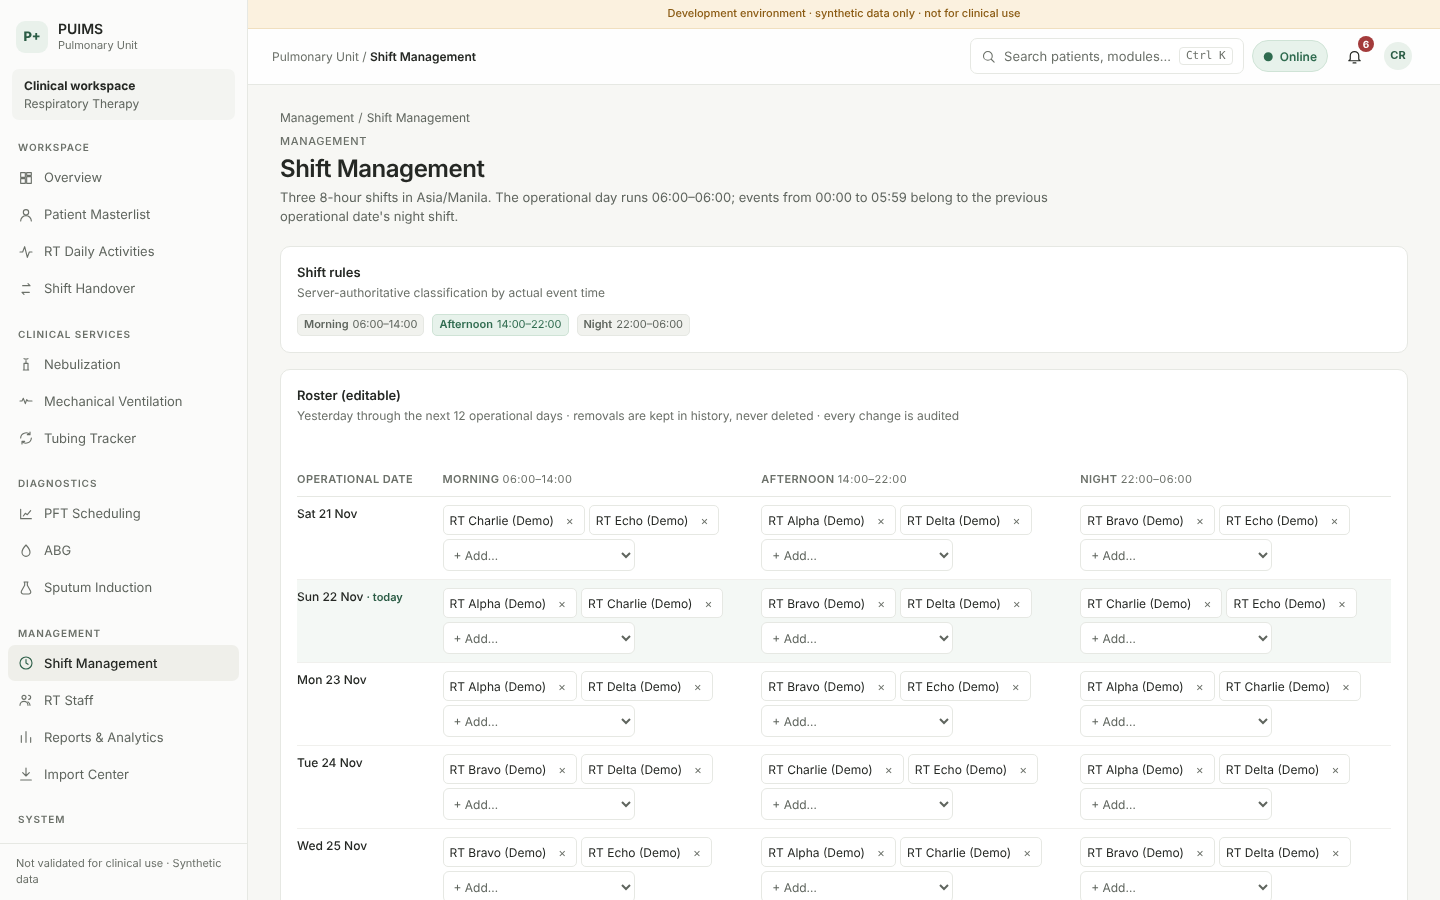 Development environment · synthetic data only · not for clinical use
P+
PUIMS
Pulmonary Unit
Clinical workspace
Respiratory Therapy
WORKSPACE
Overview
Patient Masterlist
RT Daily Activities
Shift Handover
CLINICAL SERVICES
Nebulization
Mechanical Ventilation
Tubing Tracker
DIAGNOSTICS
PFT Scheduling
ABG
Sputum Induction
MANAGEMENT
Shift Management
RT Staff
Reports & Analytics
Import Center
SYSTEM
Not validated for clinical use · Synthetic
data
Pulmonary Unit / Shift Management
Search patients, modules... Ctrl K
Online
6
CR
Management / Shift Management
MANAGEMENT
Shift Management
Three 8-hour shifts in Asia/Manila. The operational day runs 06:00–06:00; events from 00:00 to 05:59 belong to the previous
operational date's night shift.
Shift rules
Server-authoritative classification by actual event time
Morning 06:00–14:00 Afternoon 14:00–22:00 Night 22:00–06:00
Roster (editable)
Yesterday through the next 12 operational days · removals are kept in history, never deleted · every change is audited
OPERATIONAL DATE MORNING 06:00–14:00 AFTERNOON 14:00–22:00 NIGHT 22:00–06:00
Sat 21 Nov RT Charlie (Demo) × RT Echo (Demo) × RT Alpha (Demo) × RT Delta (Demo) × RT Bravo (Demo) × RT Echo (Demo) ×
+ Add... + Add... + Add...
Sun 22 Nov · today RT Alpha (Demo) × RT Charlie (Demo) × RT Bravo (Demo) × RT Delta (Demo) × RT Charlie (Demo) × RT Echo (Demo) ×
+ Add... + Add... + Add...
Mon 23 Nov RT Alpha (Demo) × RT Delta (Demo) × RT Bravo (Demo) × RT Echo (Demo) × RT Alpha (Demo) × RT Charlie (Demo) ×
+ Add... + Add... + Add...
Tue 24 Nov RT Bravo (Demo) × RT Delta (Demo) × RT Charlie (Demo) × RT Echo (Demo) × RT Alpha (Demo) × RT Delta (Demo) ×
+ Add... + Add... + Add...
Wed 25 Nov RT Bravo (Demo) × RT Echo (Demo) × RT Alpha (Demo) × RT Charlie (Demo) × RT Bravo (Demo) × RT Delta (Demo) ×
+ Add... + Add... + Add...